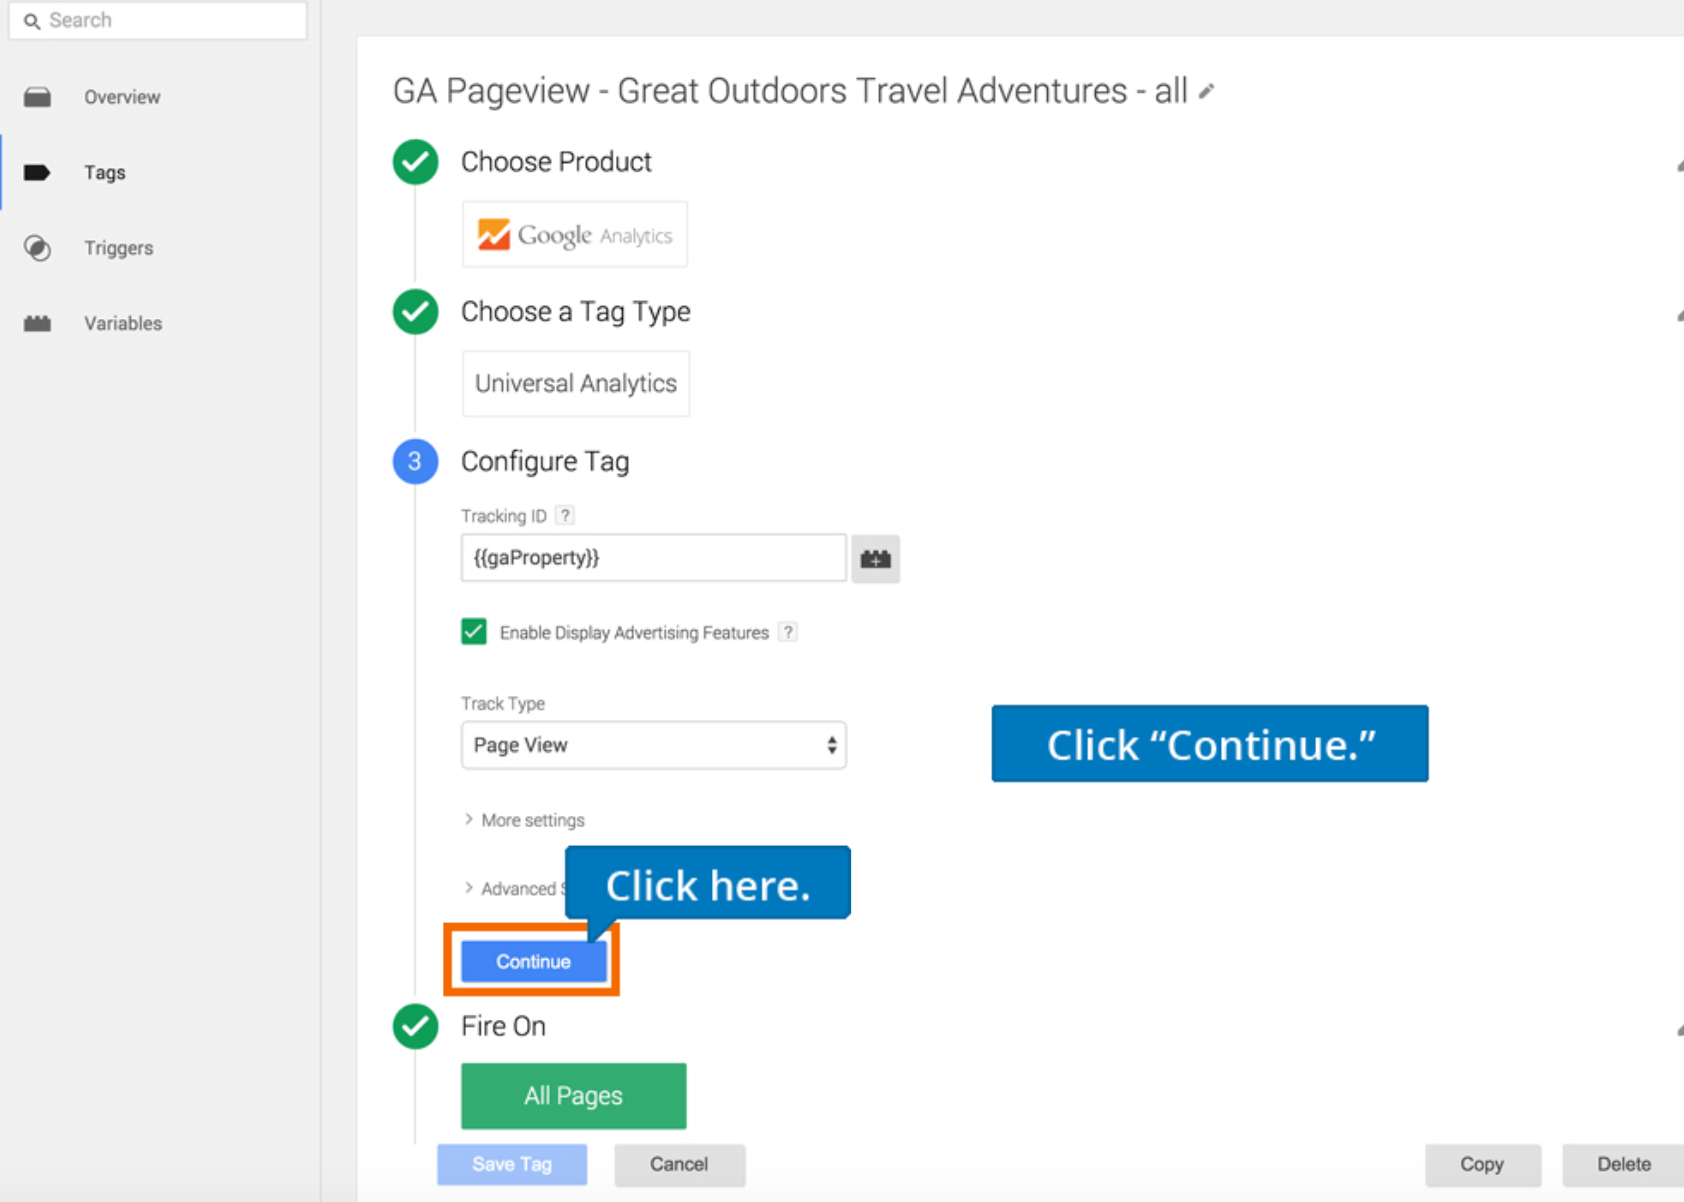 Search
Overview
Tags
Triggers
Variables
GA Pageview - Great Outdoors Travel Adventures - all
Choose Product
Google Analytics
Choose a Tag Type
Universal Analytics
3 Configure Tag
Tracking ID ?
{{gaProperty}}
Enable Display Advertising Features ?
Track Type
Page View
Click “Continue.”
> More settings
> Advanced S
Click here.
Continue
Fire On
All Pages
Save Tag Cancel Copy Delete